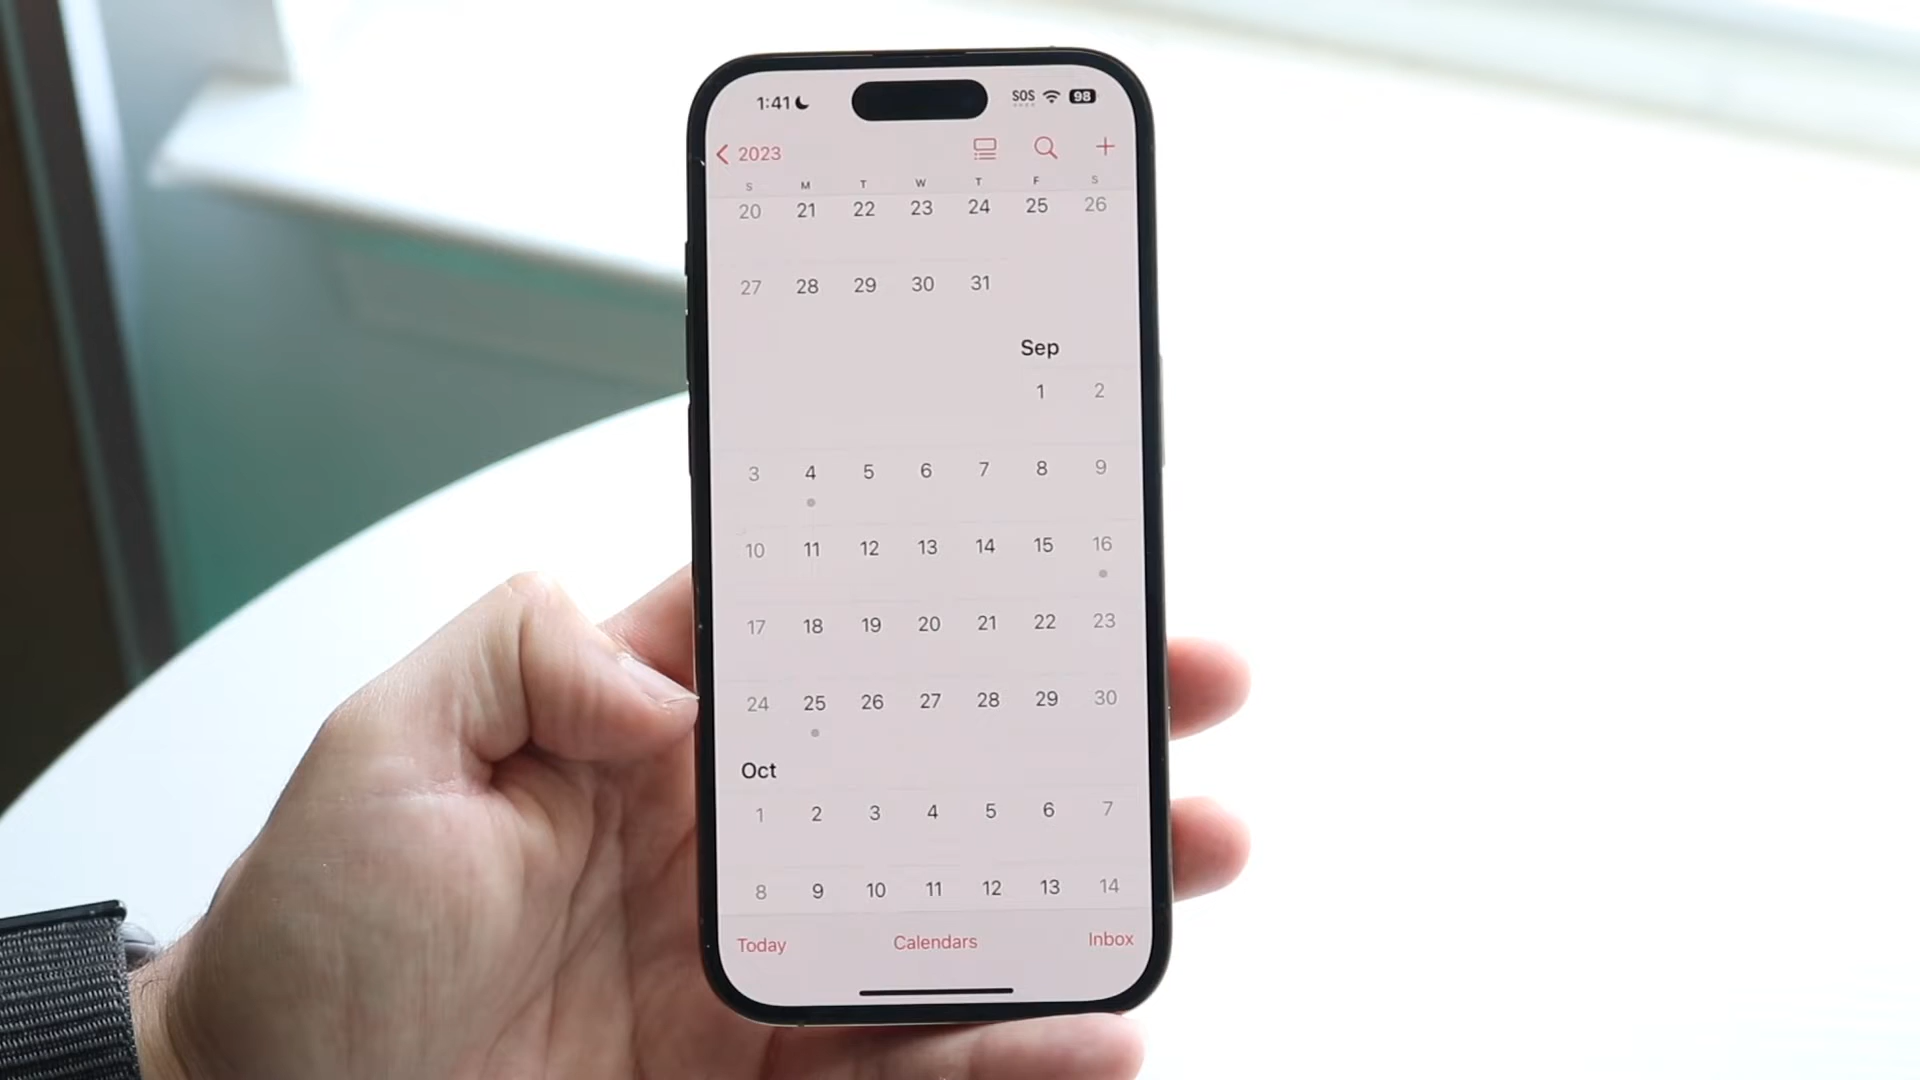 1:41 SOS 98
2023
S M T W T F S
20 21 22 23 24 25 26
27 28 29 30 31
Sep
1 2
3 4 5 6 7 8 9
10 11 12 13 14 15 16
17 18 19 20 21 22 23
24 25 26 27 28 29 30
Oct
1 2 3 4 5 6 7
8 9 10 11 12 13 14
Today Calendars Inbox